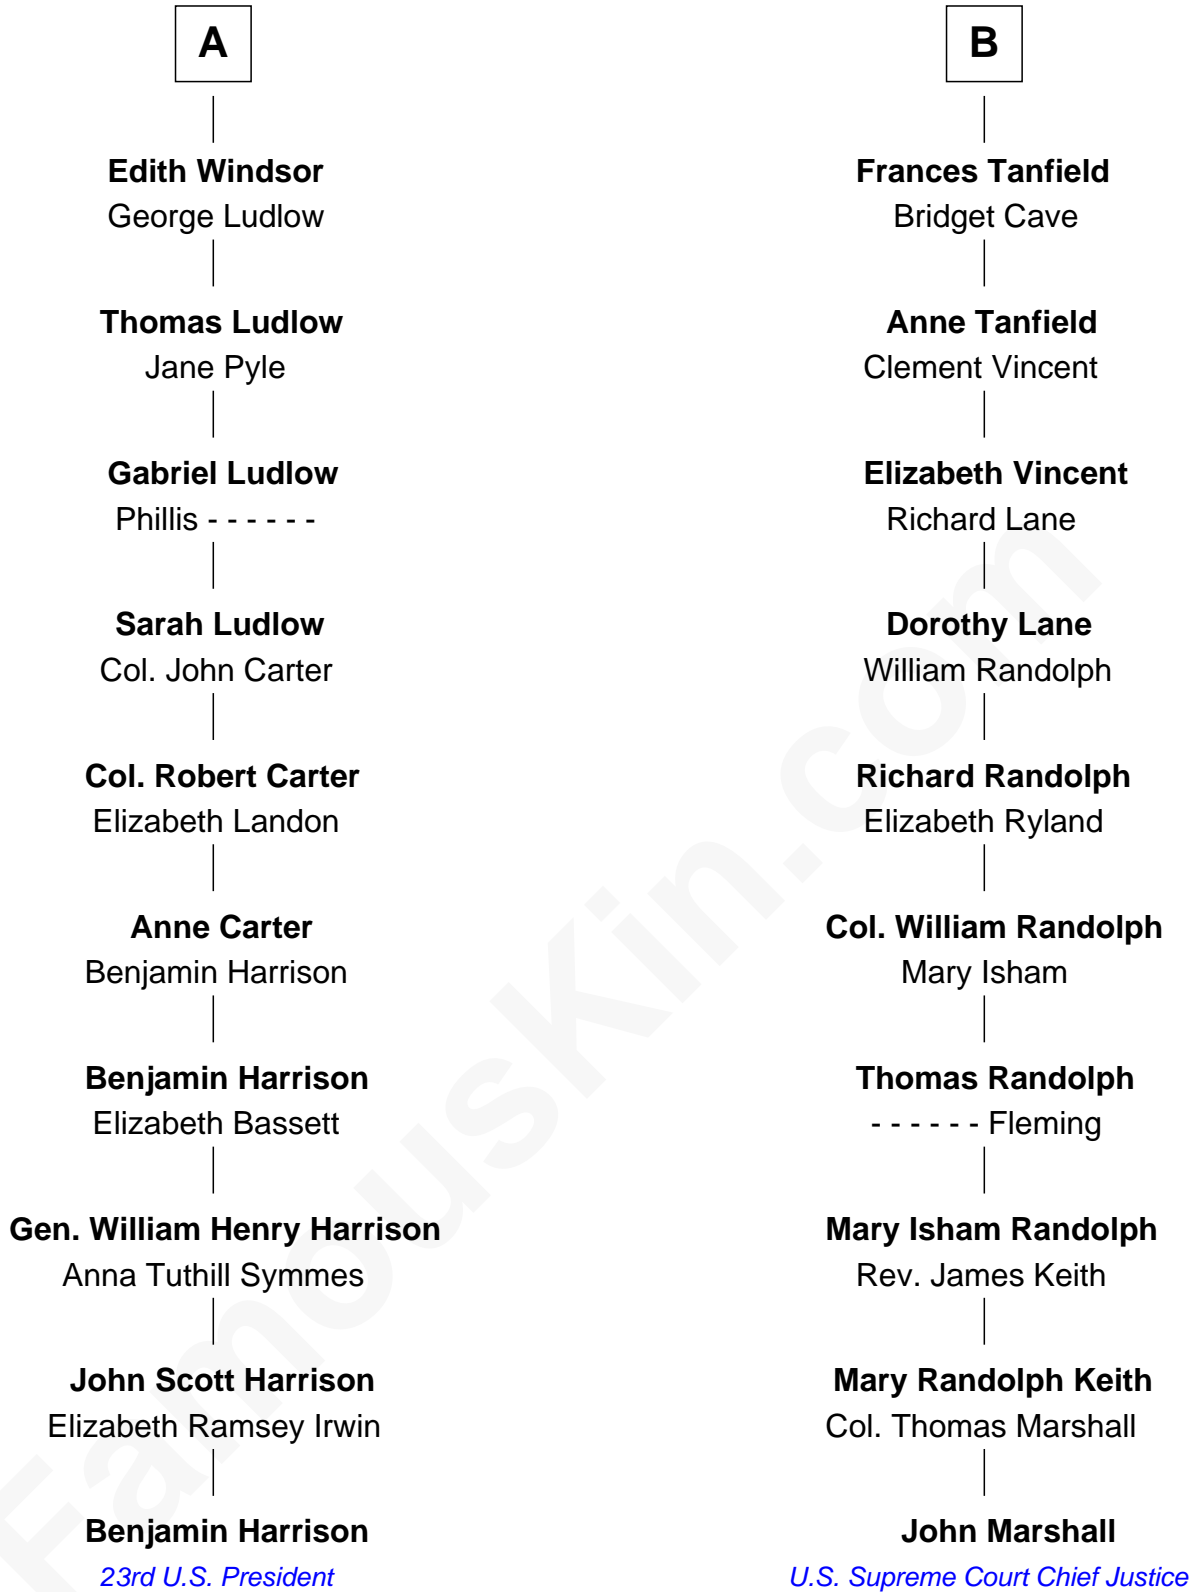 A
Edith Windsor
George Ludlow
Thomas Ludlow
Jane Pyle
Gabriel Ludlow
Phillis - - - - - -
Sarah Ludlow
Col. John Carter
Col. Robert Carter
Elizabeth Landon
Anne Carter
Benjamin Harrison
Benjamin Harrison
Elizabeth Bassett
Gen. William Henry Harrison
Anna Tuthill Symmes
John Scott Harrison
Elizabeth Ramsey Irwin
Benjamin Harrison
23rd U.S. President
B
Frances Tanfield
Bridget Cave
Anne Tanfield
Clement Vincent
Elizabeth Vincent
Richard Lane
Dorothy Lane
William Randolph
Richard Randolph
Elizabeth Ryland
Col. William Randolph
Mary Isham
Thomas Randolph
- - - - - - Fleming
Mary Isham Randolph
Rev. James Keith
Mary Randolph Keith
Col. Thomas Marshall
John Marshall
U.S. Supreme Court Chief Justice
FamousKin.com